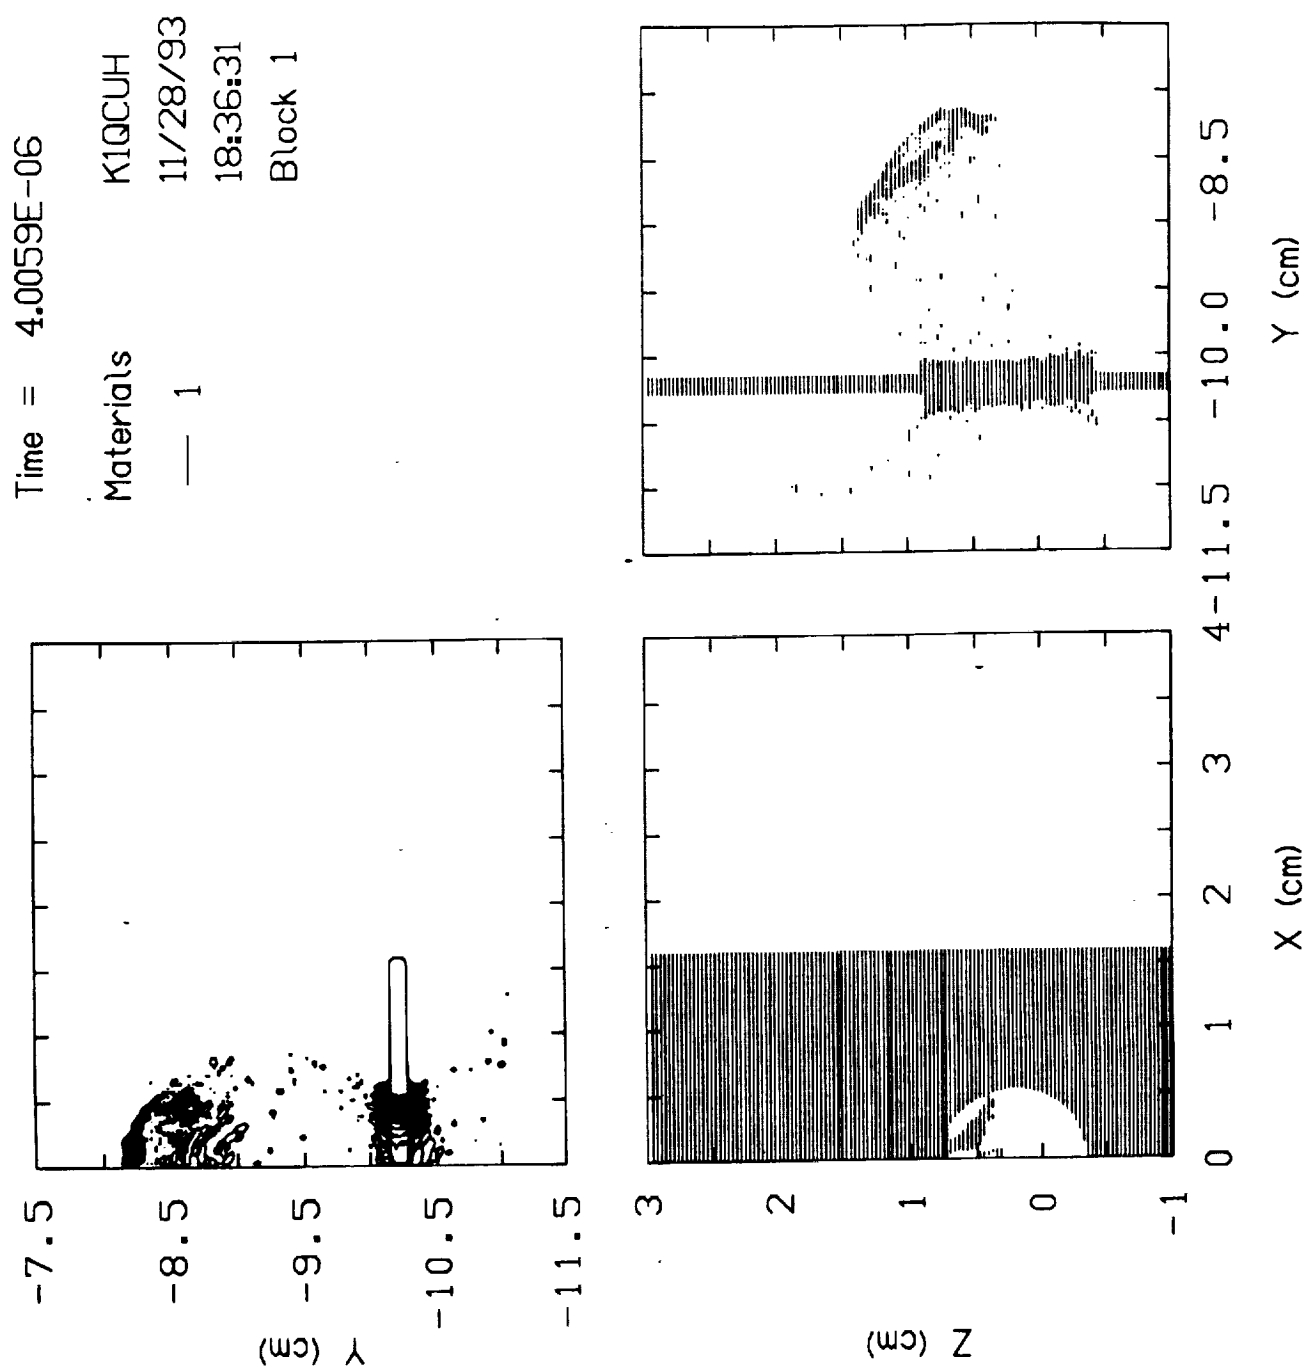 Time = 4.0059E-06
Materials
— 1
K1QCUH
11/28/93
18:36:31
Block 1
-7.5
-8.5
-9.5
-10.5
-11.5
Y (cm)
3
2
1
0
-1
Z (cm)
0
1
2
3
4
X (cm)
-11.5
-10.0
-8.5
Y (cm)